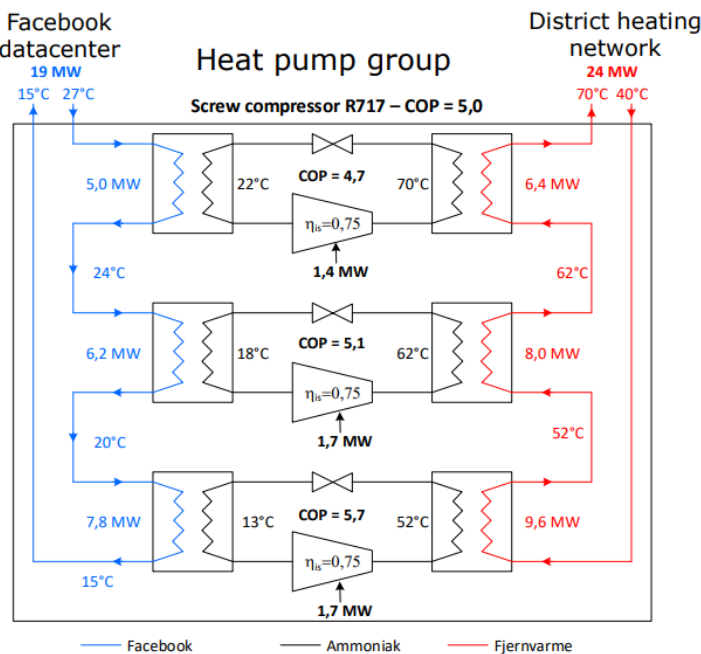 Facebook
datacenter
19 MW
15°C 27°C
Heat pump group
District heating
network
24 MW
70°C 40°C
Screw compressor R717 – COP = 5,0
5,0 MW
22°C
COP = 4,7
70°C
6,4 MW
ηis=0,75
1,4 MW
24°C
62°C
6,2 MW
18°C
COP = 5,1
62°C
8,0 MW
ηis=0,75
1,7 MW
20°C
52°C
7,8 MW
13°C
COP = 5,7
52°C
9,6 MW
ηis=0,75
15°C
1,7 MW
Facebook
Ammoniak
Fjernvarme